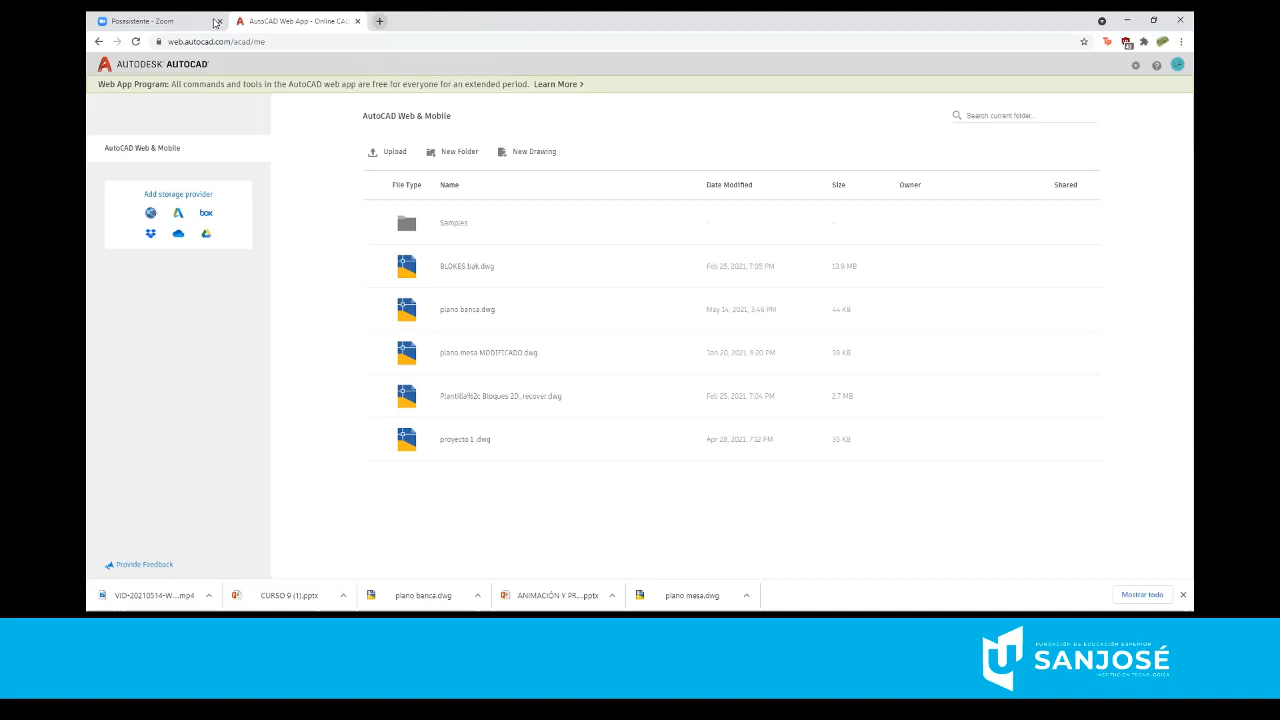 Posasistente - Zoom
AutoCAD Web App - Online CAD
web.autocad.com/acad/me
AUTODESK® AUTOCAD®
Web App Program: All commands and tools in the AutoCAD web app are free for everyone for an extended period. Learn More >
AutoCAD Web & Mobile
Search current folder...
AutoCAD Web & Mobile
Upload
New Folder
New Drawing
Add storage provider
box
File Type Name Date Modified Size Owner Shared
Samples - -
BLOKES.bak.dwg Feb 25, 2021, 7:05 PM 13.9 MB
plano banca.dwg May 14, 2021, 3:46 PM 44 KB
plano mesa MODIFICADO.dwg Jan 20, 2021, 9:20 PM 39 KB
Plantilla%2c Bloques 2D_recover.dwg Feb 25, 2021, 7:04 PM 2.7 MB
proyecto 1 .dwg Apr 28, 2021, 7:12 PM 35 KB
Provide Feedback
VID-20210514-W....mp4
CURSO 9 (1).pptx
plano banca.dwg
ANIMACIÓN Y PR....pptx
plano mesa.dwg
Mostrar todo
FUNDACIÓN DE EDUCACIÓN SUPERIOR
SANJOSÉ
INSTITUCIÓN TECNOLÓGICA